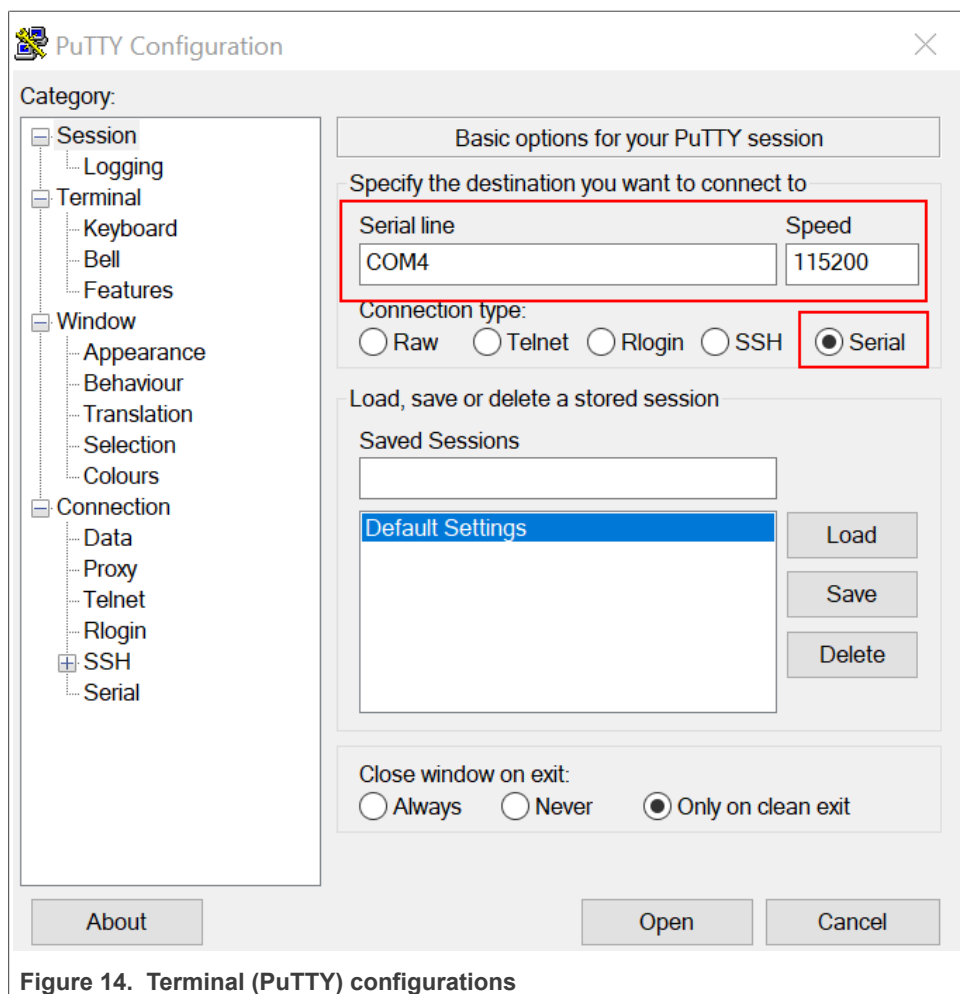 PuTTY Configuration
Category:
Session
Logging
Terminal
Keyboard
Bell
Features
Window
Appearance
Behaviour
Translation
Selection
Colours
Connection
Data
Proxy
Telnet
Rlogin
SSH
Serial
Basic options for your PuTTY session
Specify the destination you want to connect to
Serial line Speed
COM4 115200
Connection type:
Raw Telnet Rlogin SSH Serial
Load, save or delete a stored session
Saved Sessions
Default Settings
Load
Save
Delete
Close window on exit:
Always Never Only on clean exit
About Open Cancel
Figure 14. Terminal (PuTTY) configurations